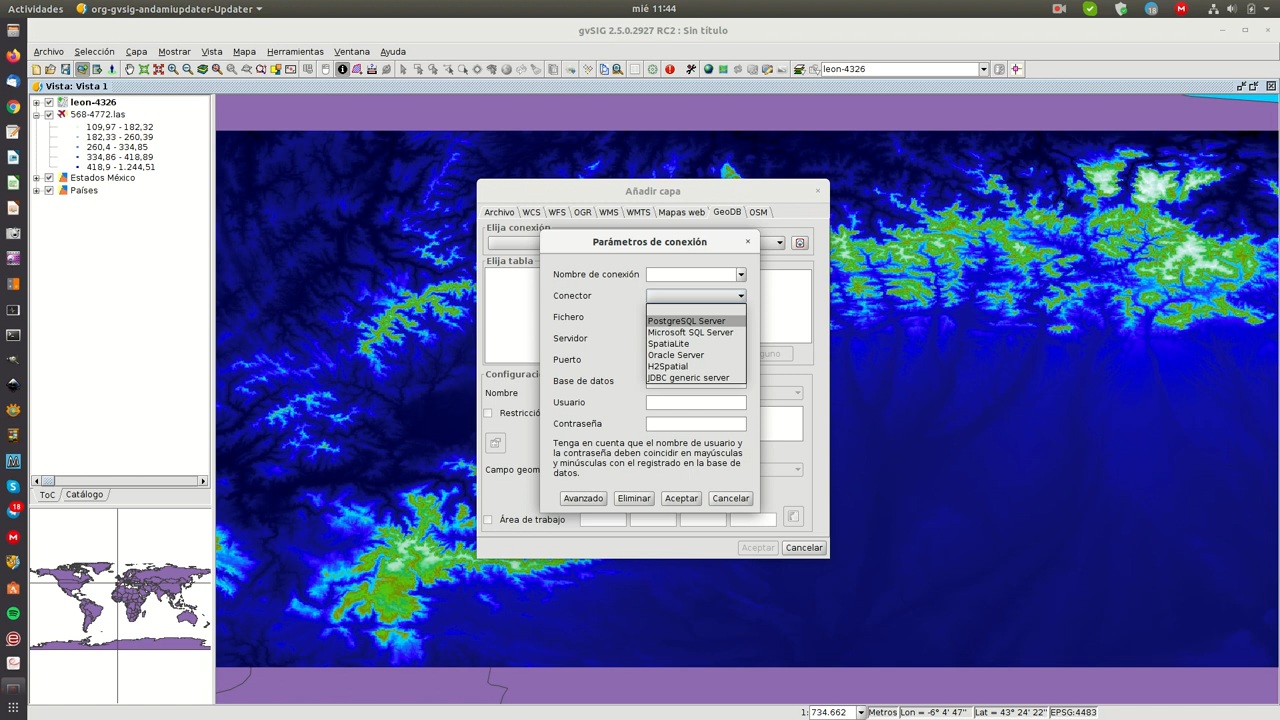 Actividades
org-gvsig-andamiupdater-Updater
mié 11:44
18
gvSIG 2.5.0.2927 RC2 : Sin título
Archivo Selección Capa Mostrar Vista Mapa Herramientas Ventana Ayuda
leon-4326
Vista: Vista 1
leon-4326
568-4772.las
109,97 - 182,32
182,33 - 260,39
260,4 - 334,85
334,86 - 418,89
418,9 - 1.244,51
Estados México
Países
ToC Catálogo
Añadir capa
Archivo WCS WFS OGR WMS WMTS Mapas web GeoDB OSM
Elija conexión
Elija tabla
Configuraci
Nombre
Restricció
Campo geom
Área de trabajo
Aceptar Cancelar
Parámetros de conexión
Nombre de conexión
Conector
Fichero
Servidor
Puerto
Base de datos
Usuario
Contraseña
PostgreSQL Server
Microsoft SQL Server
SpatiaLite
Oracle Server
H2Spatial
JDBC generic server
Tenga en cuenta que el nombre de usuario y
la contraseña deben coincidir en mayúsculas
y minúsculas con el registrado en la base de
datos.
Avanzado Eliminar Aceptar Cancelar
18
1: 734.662 Metros Lon = -6° 4' 47" Lat = 43° 24' 22" EPSG:4483